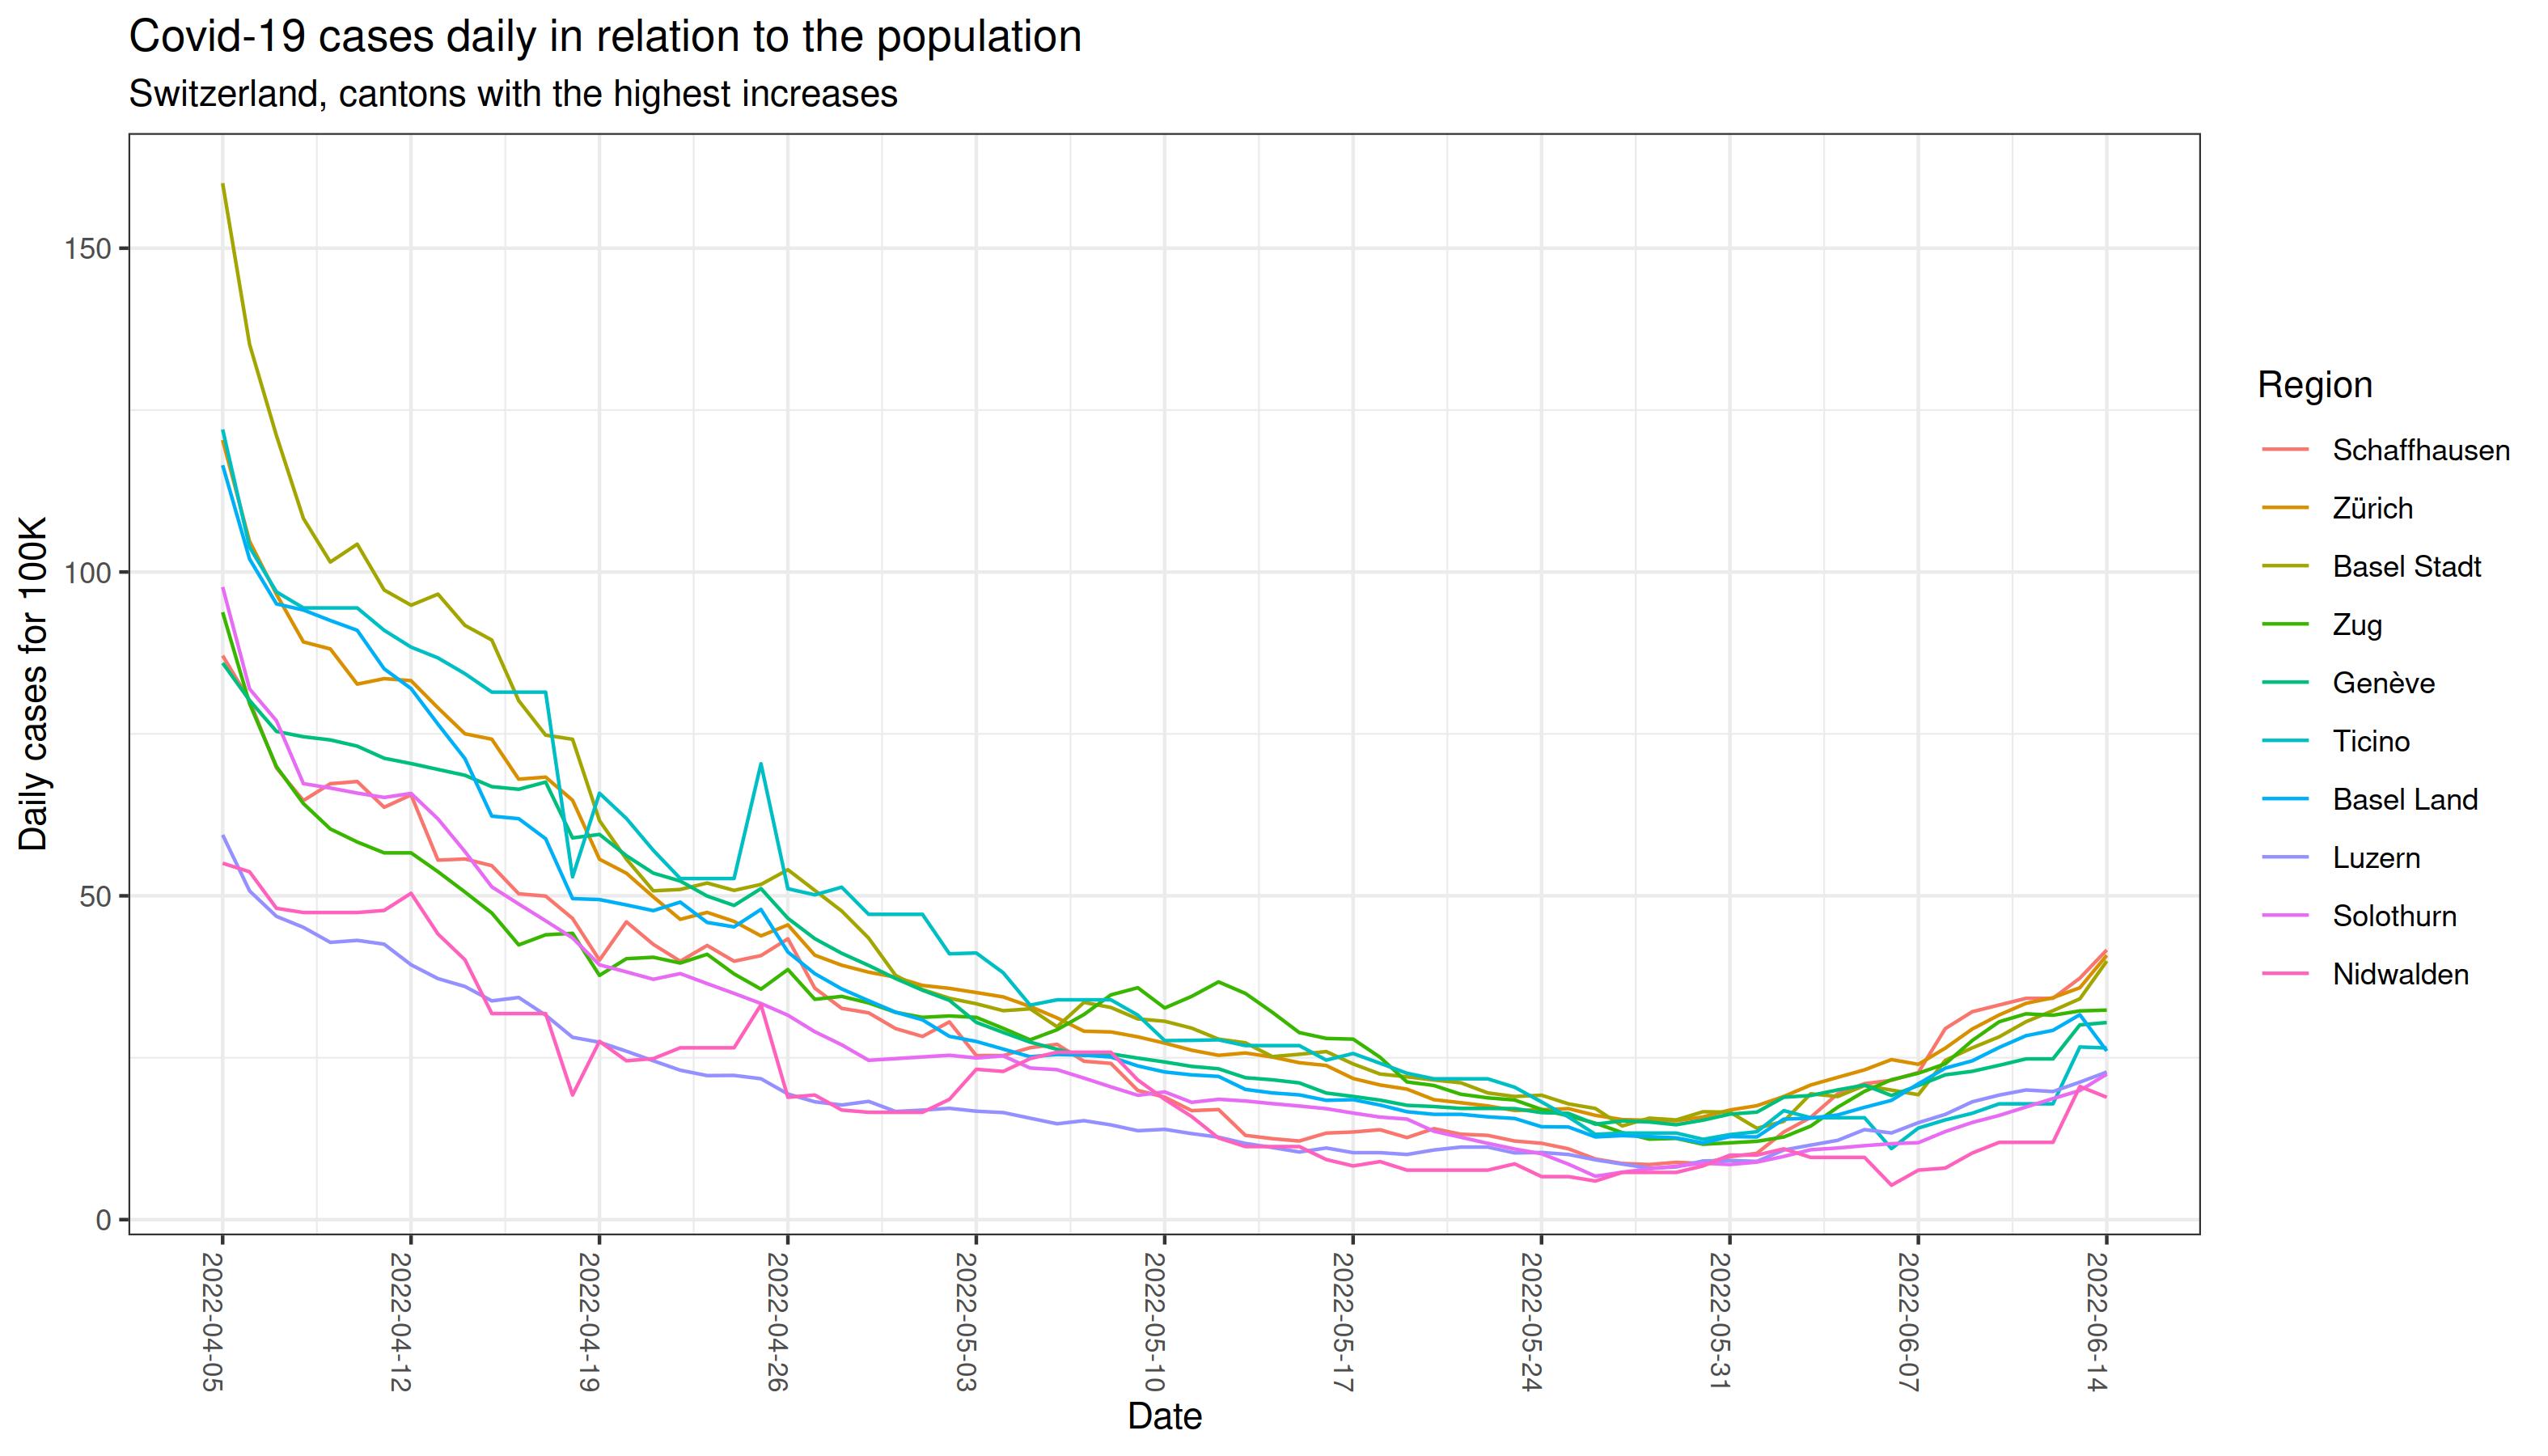 Covid-19 cases daily in relation to the population
Switzerland, cantons with the highest increases
Daily cases for 100K
150
100
50
0
2022-04-05
2022-04-12
2022-04-19
2022-04-26
2022-05-03
2022-05-10
2022-05-17
2022-05-24
2022-05-31
2022-06-07
2022-06-14
Date
Region
Schaffhausen
Zürich
Basel Stadt
Zug
Genève
Ticino
Basel Land
Luzern
Solothurn
Nidwalden